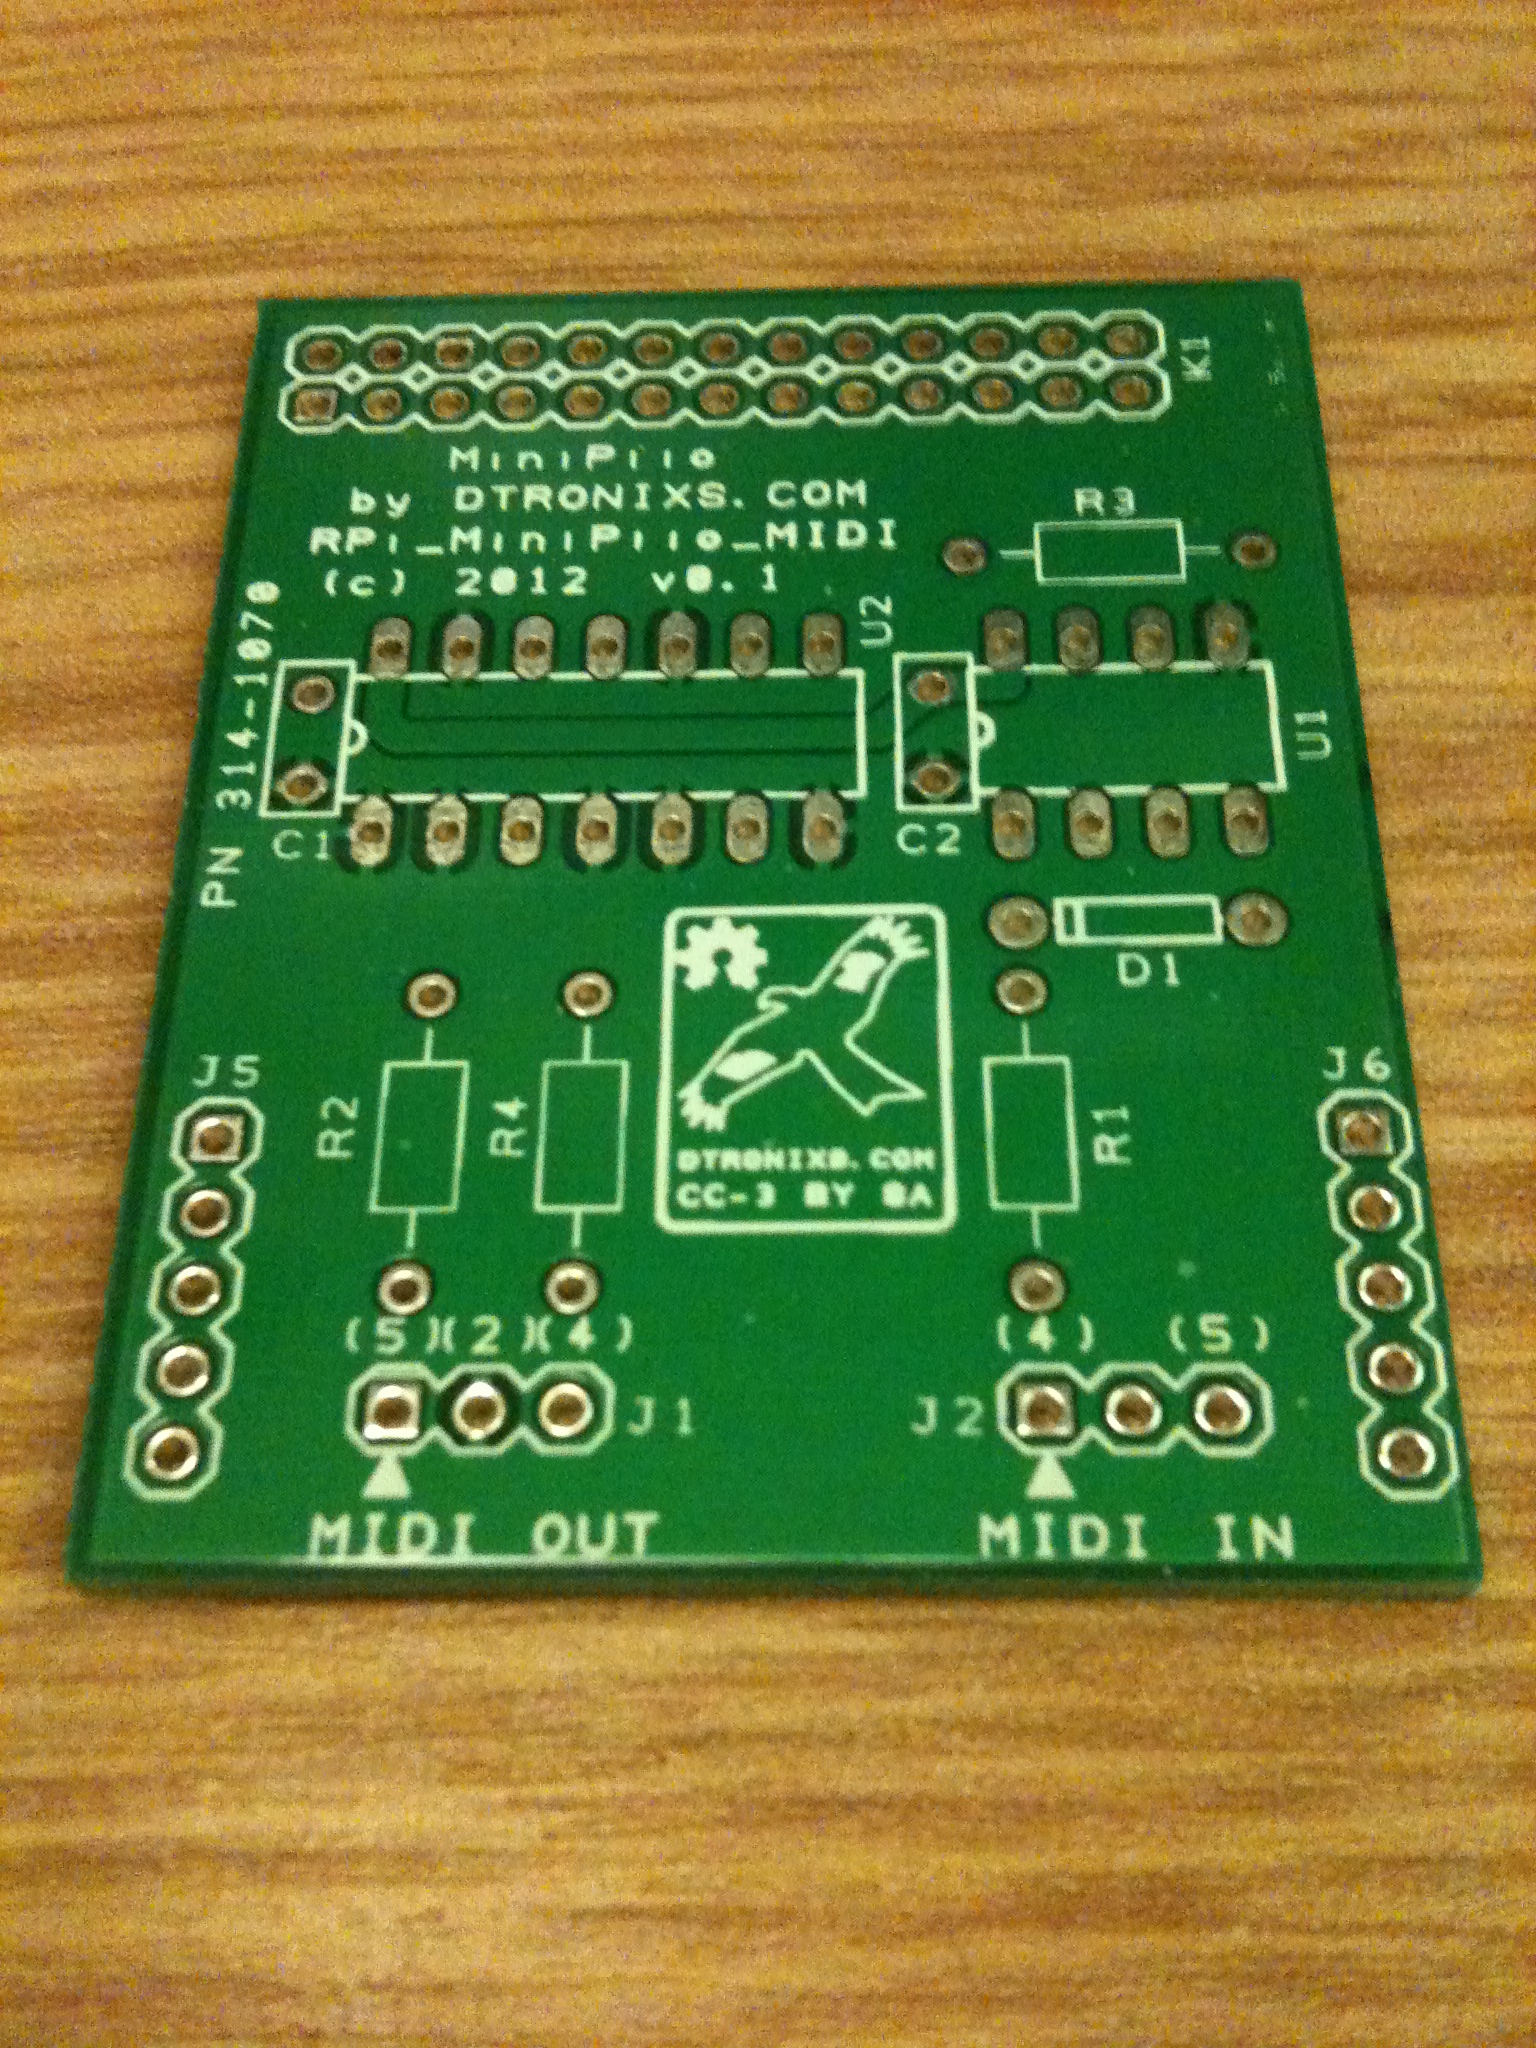 K1
MiniPiio
by DTRONIXS.COM
RPi_MiniPiio_MIDI
(c) 2012 v0.1
R3
PN 314-1070
U2
U1
C1
C2
D1
J5
R2
R4
DTRONIXS.COM
CC-3 BY SA
R1
J6
(5)(2)(4)
(4) (5)
J1
J2
MIDI OUT
MIDI IN